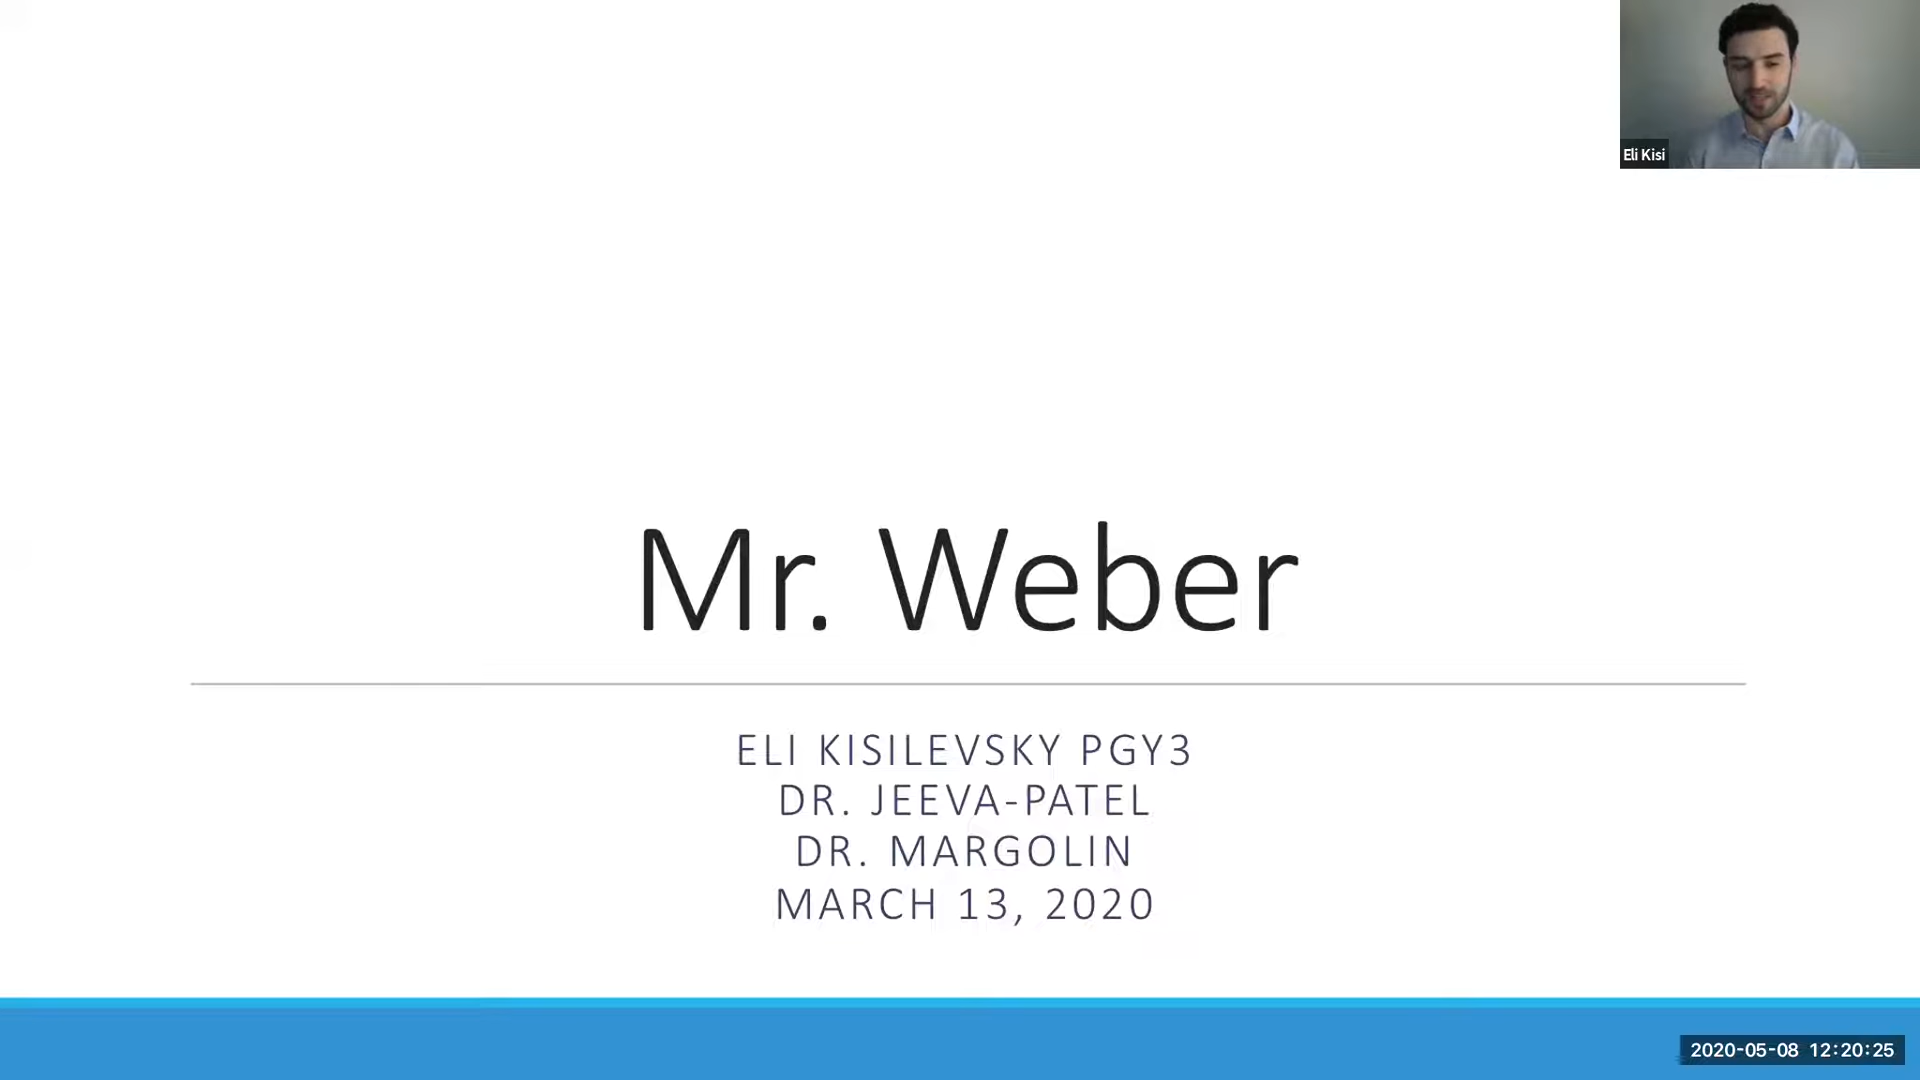 Eli Kisi
Mr. Weber
ELI KISILEVSKY PGY3
DR. JEEVA-PATEL
DR. MARGOLIN
MARCH 13, 2020
2020-05-08 12:20:25